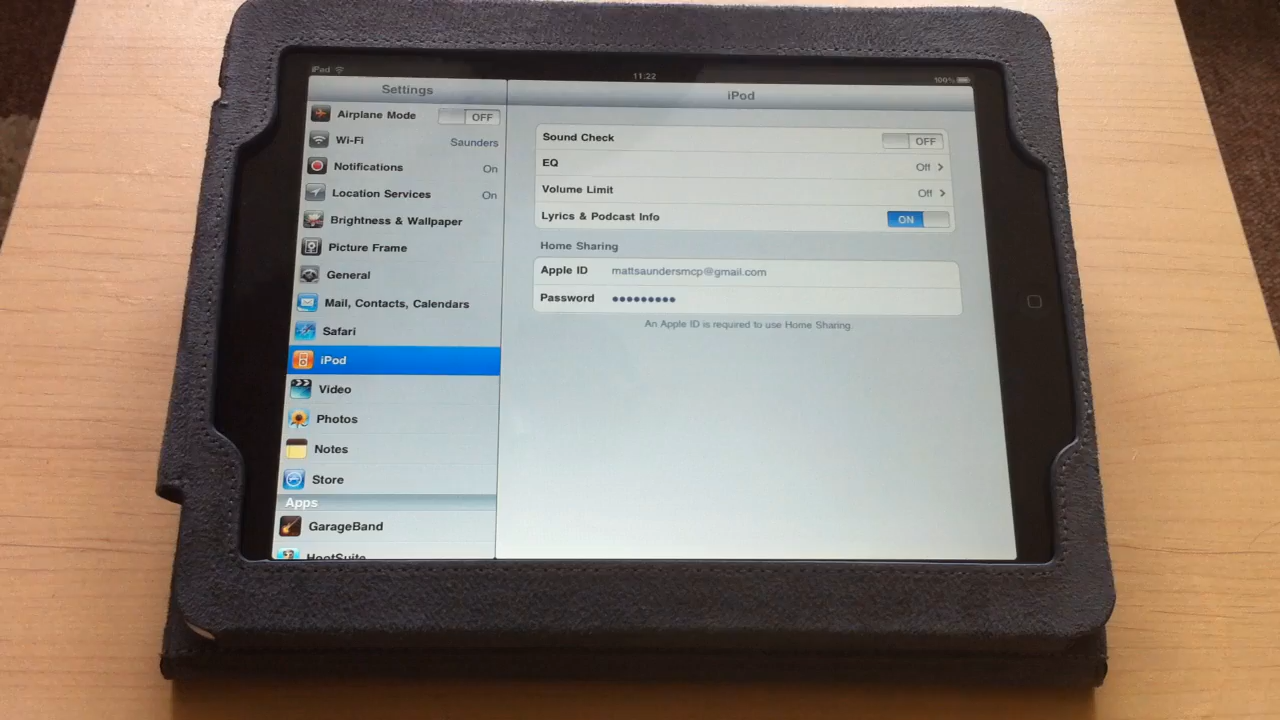 iPad 11:22 100%
Settings
Airplane Mode OFF
Wi-Fi Saunders
Notifications On
Location Services On
Brightness & Wallpaper
Picture Frame
General
Mail, Contacts, Calendars
Safari
iPod
Video
Photos
Notes
Store
Apps
GarageBand
HootSuite
iPod
Sound Check OFF
EQ Off
Volume Limit Off
Lyrics & Podcast Info ON
Home Sharing
Apple ID mattsaundersmcp@gmail.com
Password •••••••••
An Apple ID is required to use Home Sharing.